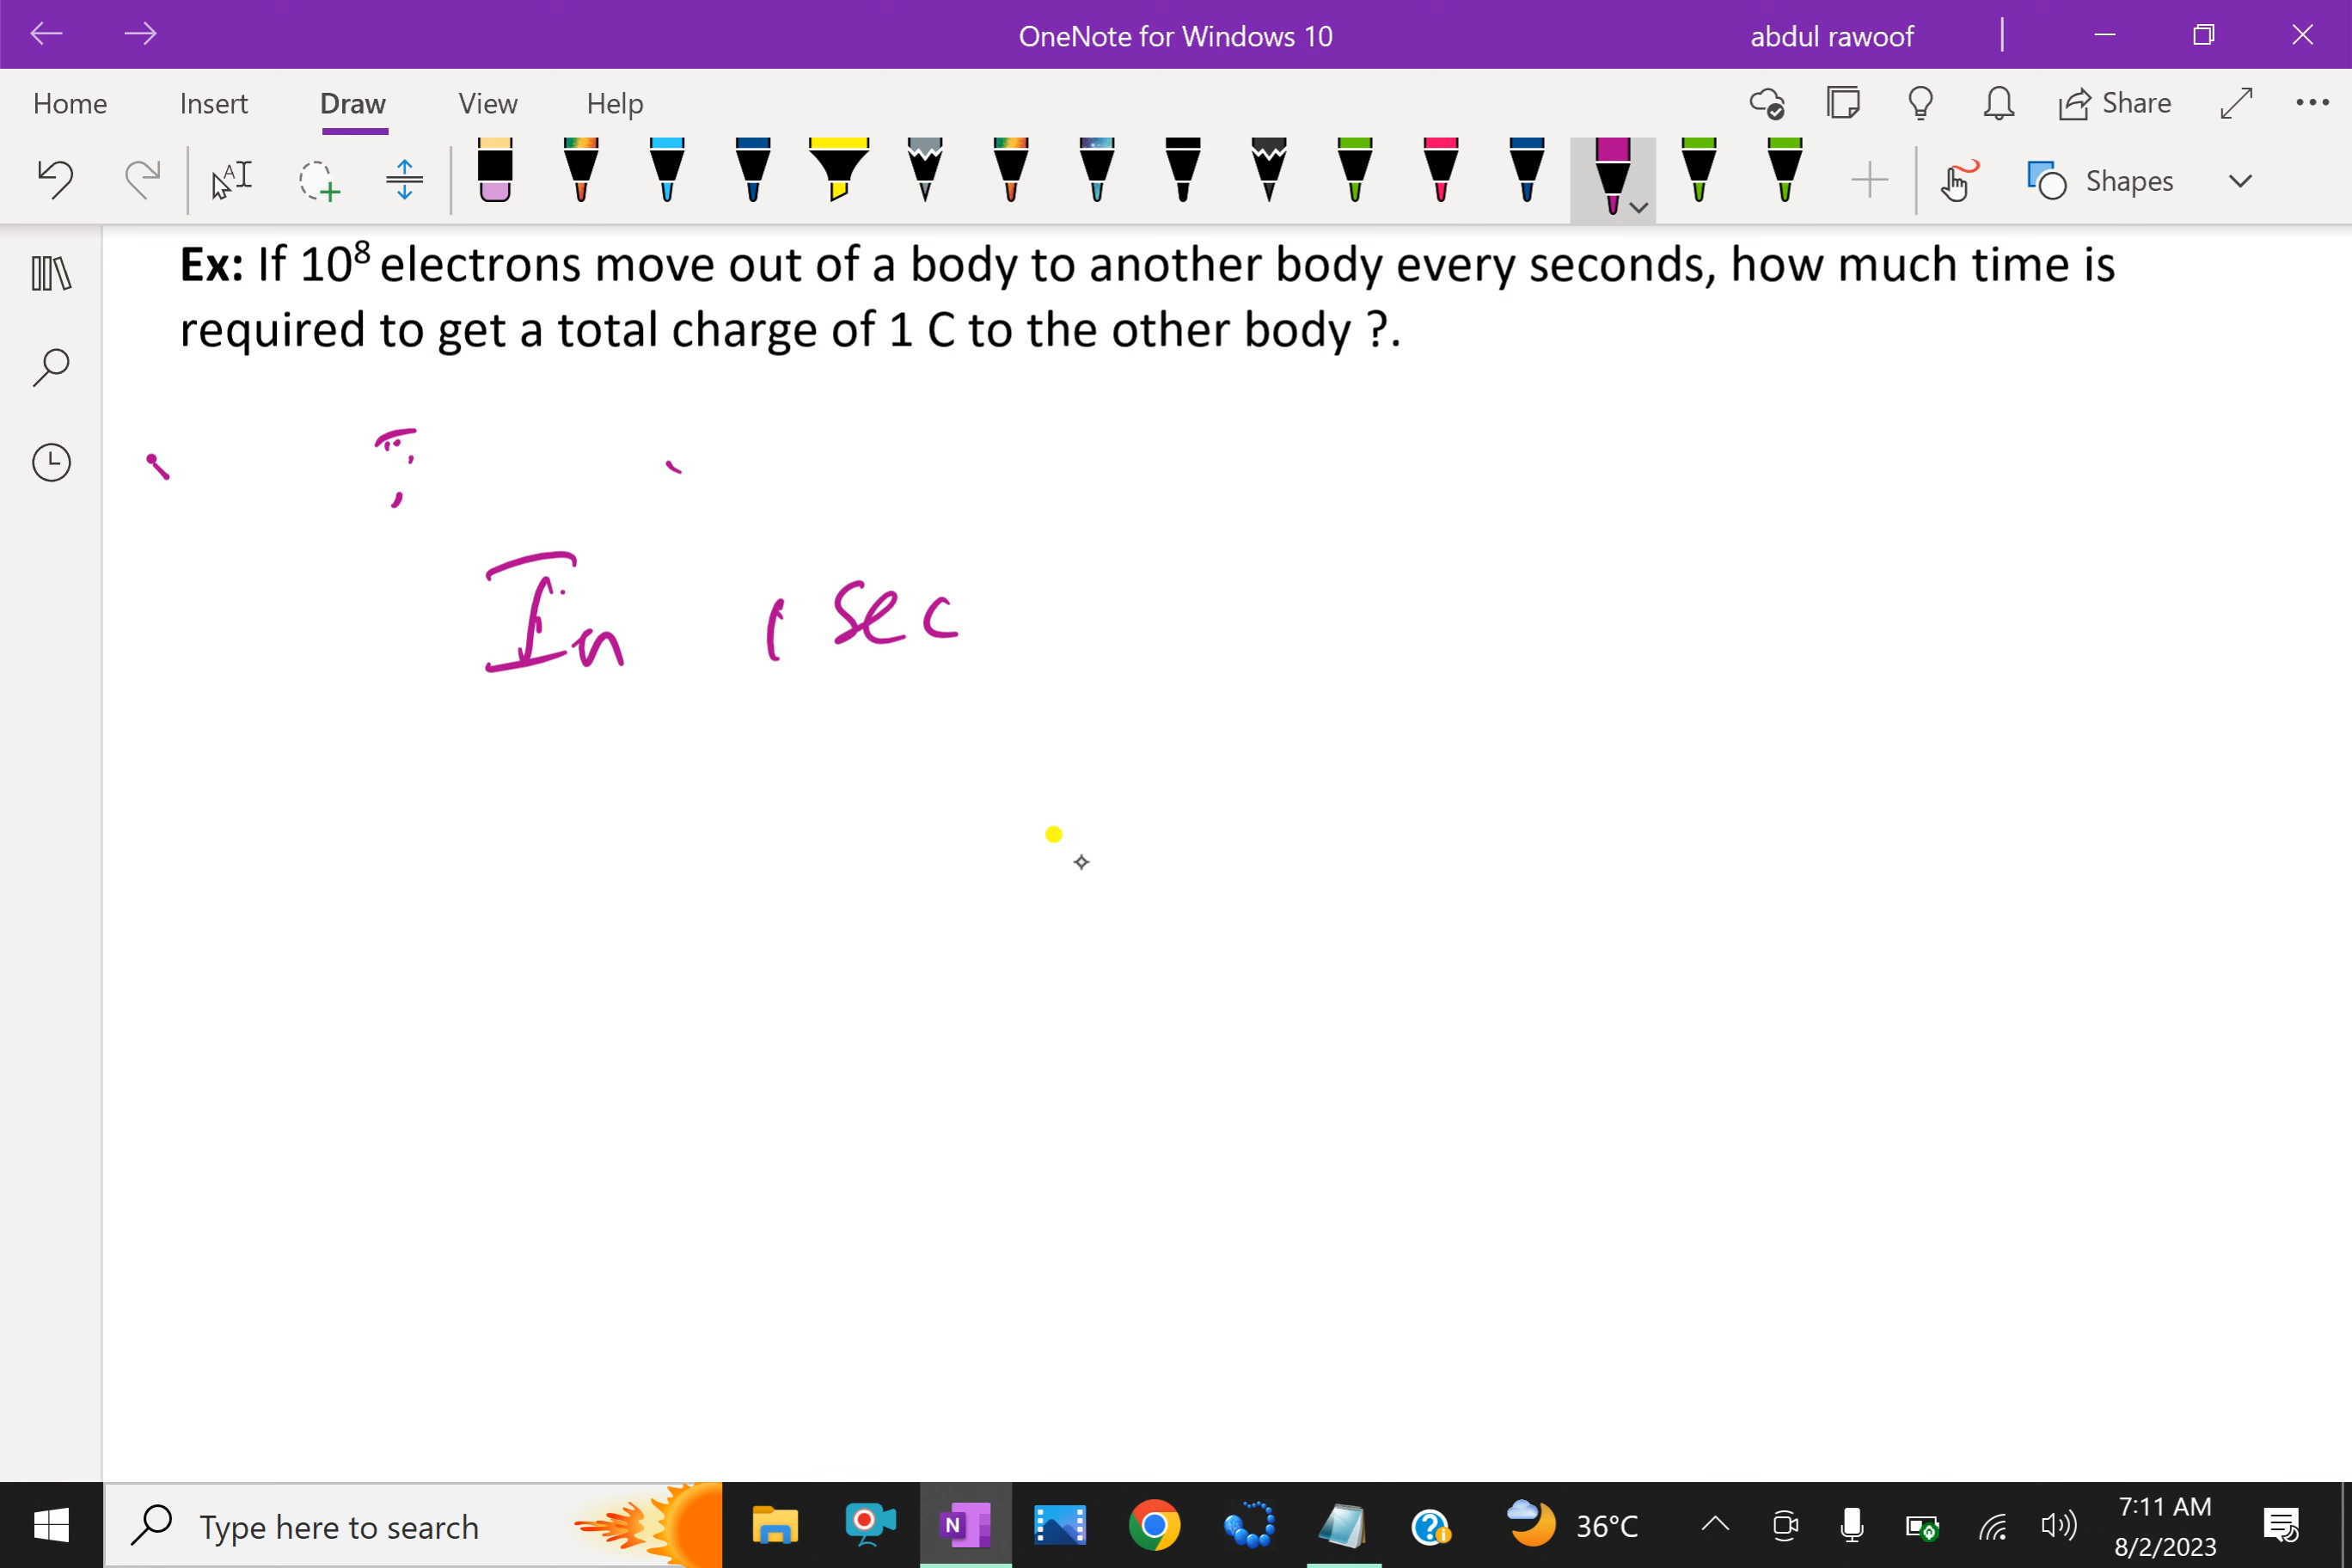 OneNote for Windows 10
abdul rawoof
Home Insert Draw View Help
Share
Shapes
Ex: If 10⁸ electrons move out of a body to another body every seconds, how much time is
required to get a total charge of 1 C to the other body ?.
In 1 sec
Type here to search
36°C
7:11 AM
8/2/2023